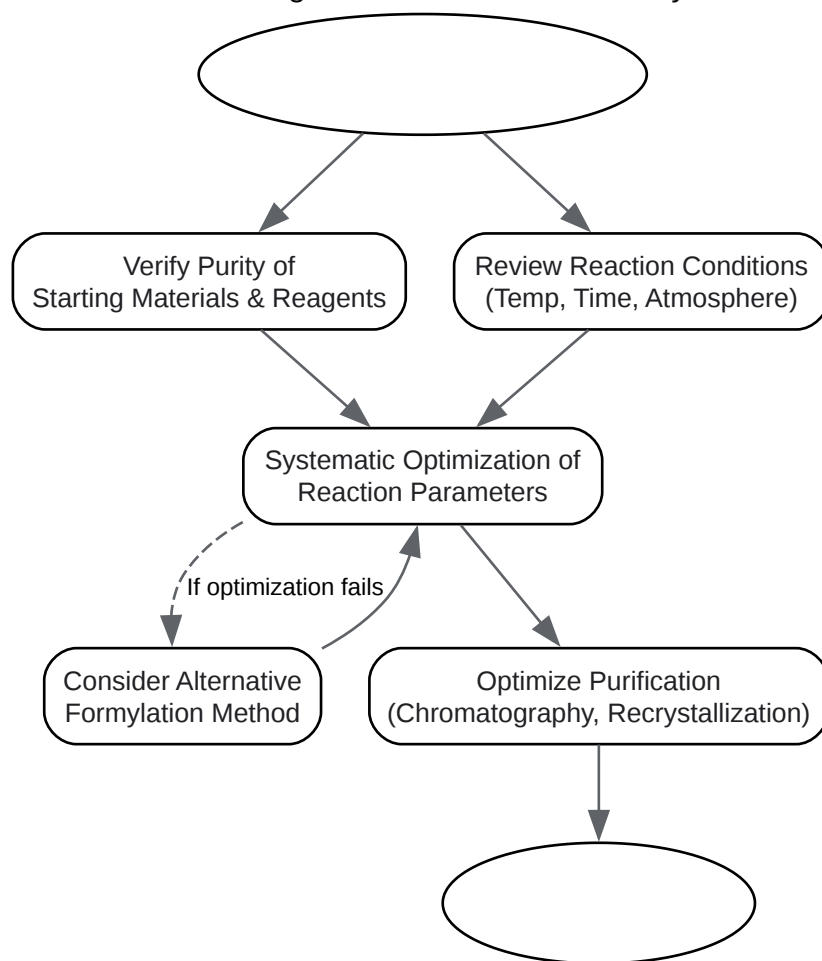 Verify Purity of
Starting Materials & Reagents
Review Reaction Conditions
(Temp, Time, Atmosphere)
Systematic Optimization of
Reaction Parameters
If optimization fails
Consider Alternative
Formylation Method
Optimize Purification
(Chromatography, Recrystallization)